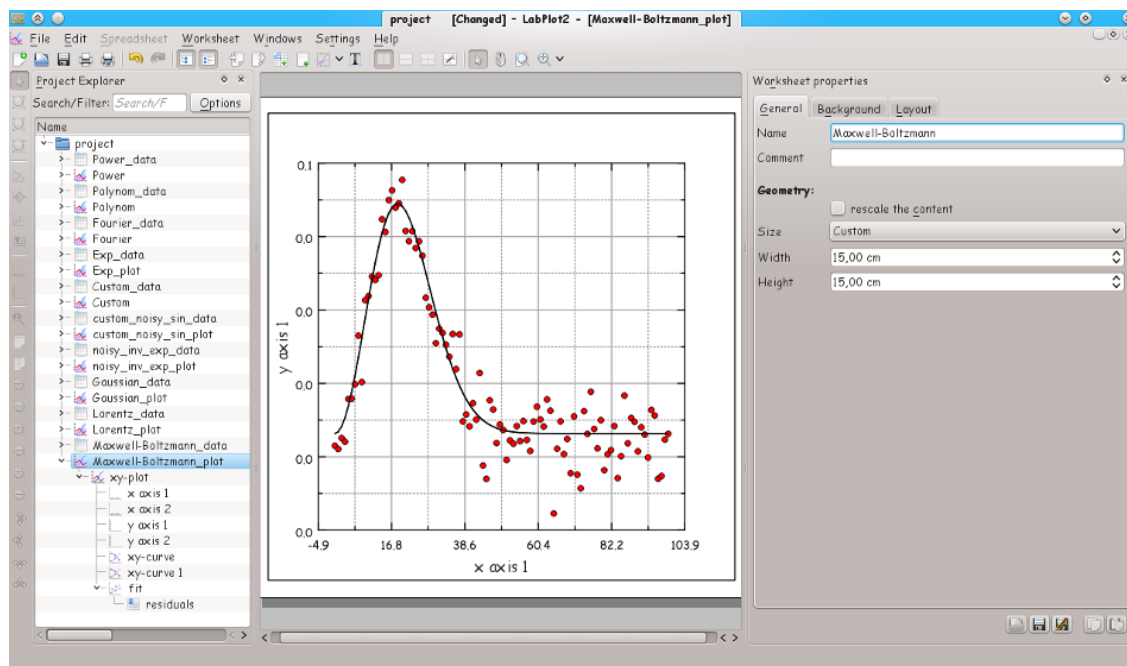 project [Changed] - LabPlot2 - [Maxwell-Boltzmann_plot]
File Edit Spreadsheet Worksheet Windows Settings Help
T
Project Explorer
Search/Filter: Search/F Options
Name
project
Power_data
Power
Polynom_data
Polynom
Fourier_data
Fourier
Exp_data
Exp_plot
Custom_data
Custom
custom_noisy_sin_data
custom_noisy_sin_plot
noisy_inv_exp_data
noisy_inv_exp_plot
Gaussian_data
Gaussian_plot
Lorentz_data
Lorentz_plot
Maxwell-Boltzmann_data
Maxwell-Boltzmann_plot
xy-plot
x axis 1
x axis 2
y axis 1
y axis 2
xy-curve
xy-curve 1
fit
residuals
0.1
0.0
0.0
0.0
0.0
0.0
y axis 1
-4.9 16.8 38.6 60.4 82.2 103.9
x axis 1
Worksheet properties
General Background Layout
Name Maxwell-Boltzmann
Comment
Geometry:
rescale the content
Size Custom
Width 15,00 cm
Height 15,00 cm